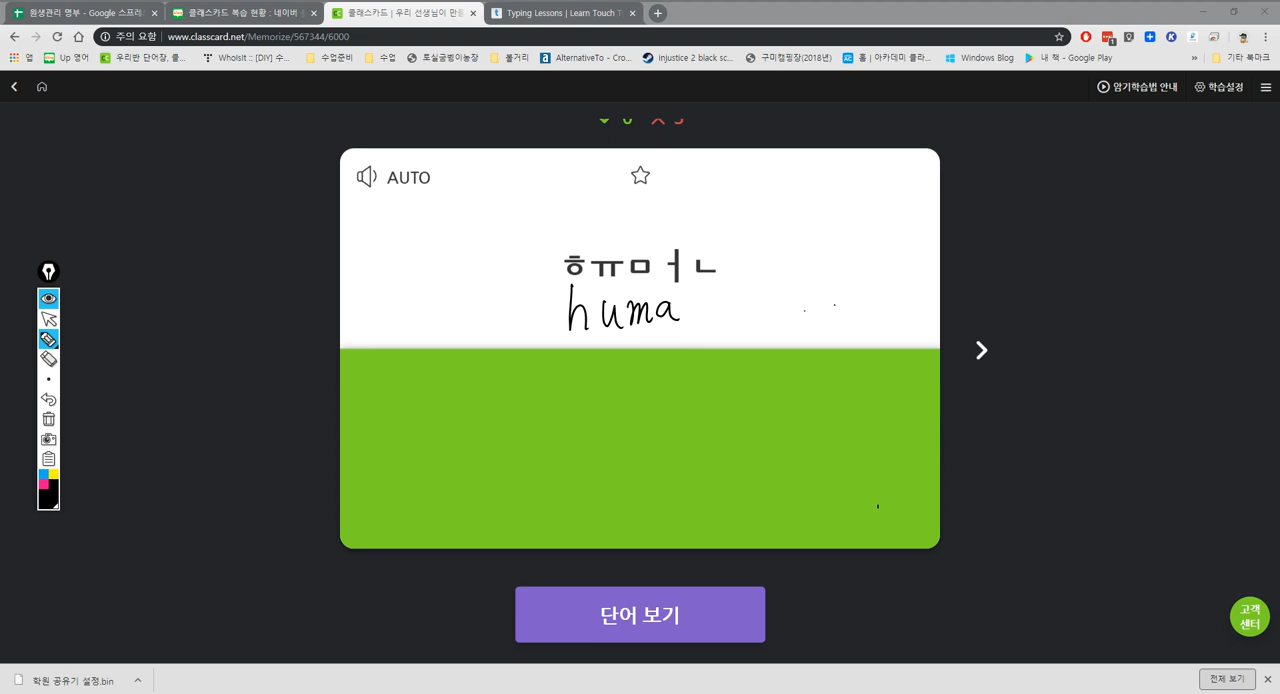 원생관리 명부 - Google 스프레
클래스카드 복습 현황 : 네이버
클래스카드 | 우리 선생님이 만든
Typing Lessons | Learn Touch T
주의 요함 | www.classcard.net/Memorize/567344/6000
앱 Up 영어 우리반 단어장, 클... WhoIst :: [DIY] 수... 수업준비 수업 토실굼벵이농장 볼거리 AlternativeTo - Cro... injustice 2 black sc... 구미캠핑장(2018년) 홈 | 아카데미 클라... Windows Blog 내 책 - Google Play » 기타 북마크
암기학습법 안내 학습설정
AUTO
ㅎㅠㅁㅓㄴ
huma
단어 보기
고객
센터
학원 공유기 설정.bin
전체 보기